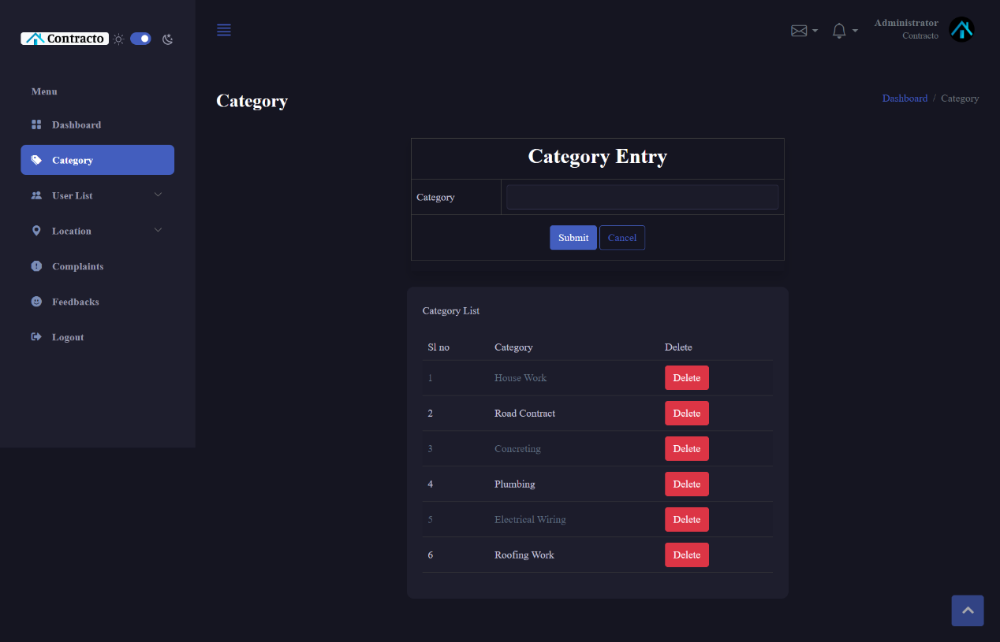 Contracto
Administrator
Contracto
Menu
Dashboard
Category
User List
Location
Complaints
Feedbacks
Logout
Category
Dashboard / Category
Category Entry
Category
Submit Cancel
Category List
Sl no Category Delete
1 House Work Delete
2 Road Contract Delete
3 Concreting Delete
4 Plumbing Delete
5 Electrical Wiring Delete
6 Roofing Work Delete